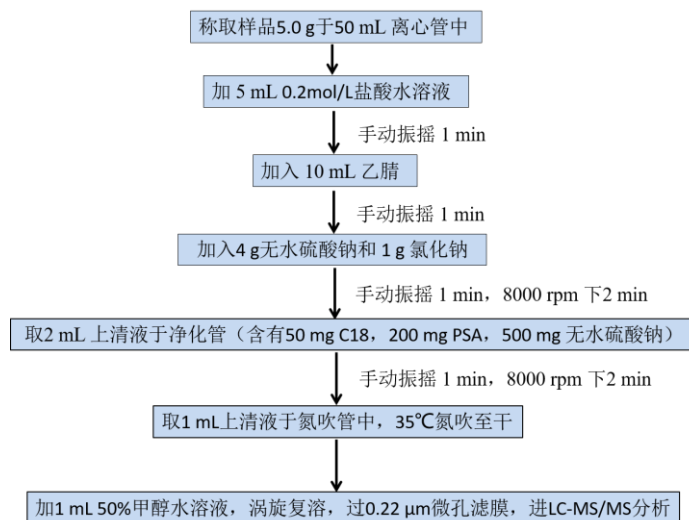 称取样品5.0 g于50 mL 离心管中
加 5 mL 0.2mol/L盐酸水溶液
手动振摇 1 min
加入 10 mL 乙腈
手动振摇 1 min
加入4 g无水硫酸钠和 1 g 氯化钠
手动振摇 1 min，8000 rpm 下2 min
取2 mL 上清液于净化管（含有50 mg C18，200 mg PSA，500 mg 无水硫酸钠）
手动振摇 1 min，8000 rpm 下2 min
取1 mL上清液于氮吹管中，35℃氮吹至干
加1 mL 50%甲醇水溶液，涡旋复溶，过0.22 μm微孔滤膜，进LC-MS/MS分析